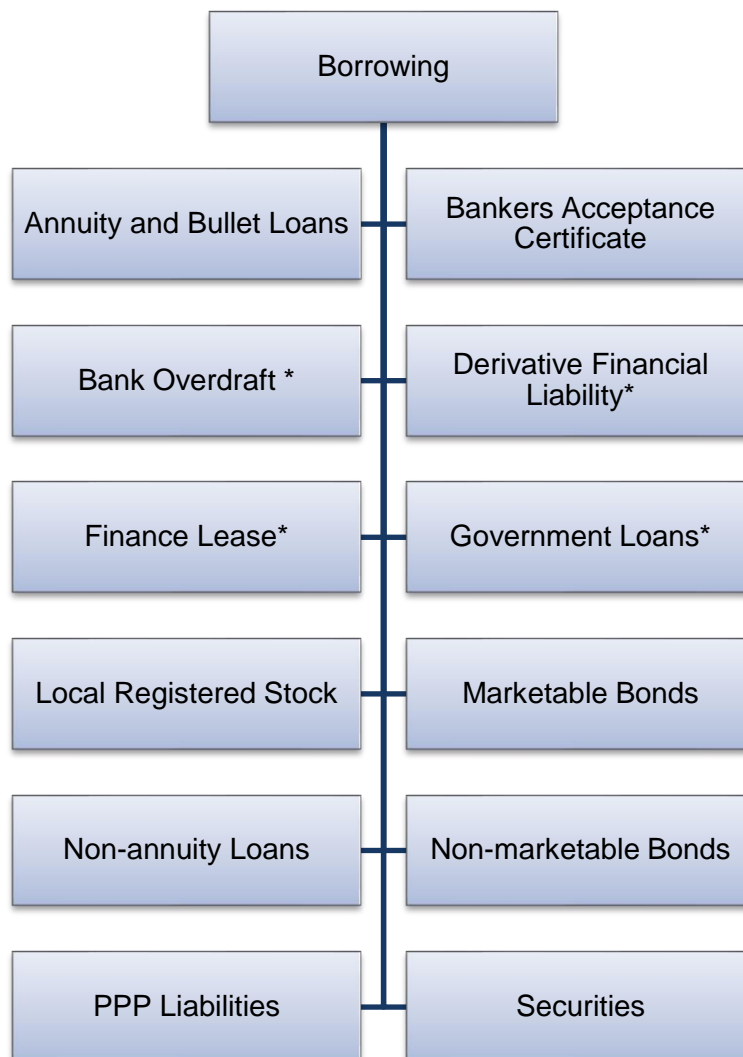 Borrowing
Annuity and Bullet Loans
Bankers Acceptance
Certificate
Bank Overdraft *
Derivative Financial
Liability*
Finance Lease*
Government Loans*
Local Registered Stock
Marketable Bonds
Non-annuity Loans
Non-marketable Bonds
PPP Liabilities
Securities